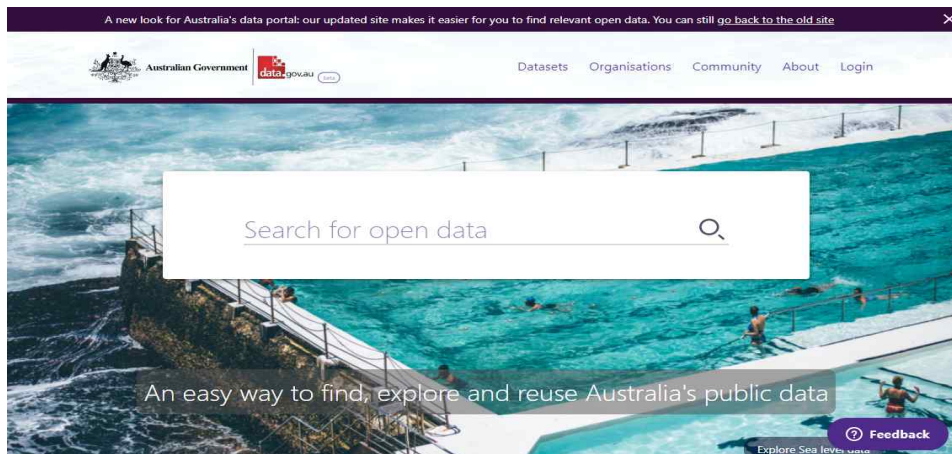 A new look for Australia's data portal: our updated site makes it easier for you to find relevant open data. You can still go back to the old site
Australian Government
data.gov.au
beta
Datasets Organisations Community About Login
Search for open data
An easy way to find, explore and reuse Australia's public data
Feedback
Explore Sea level data